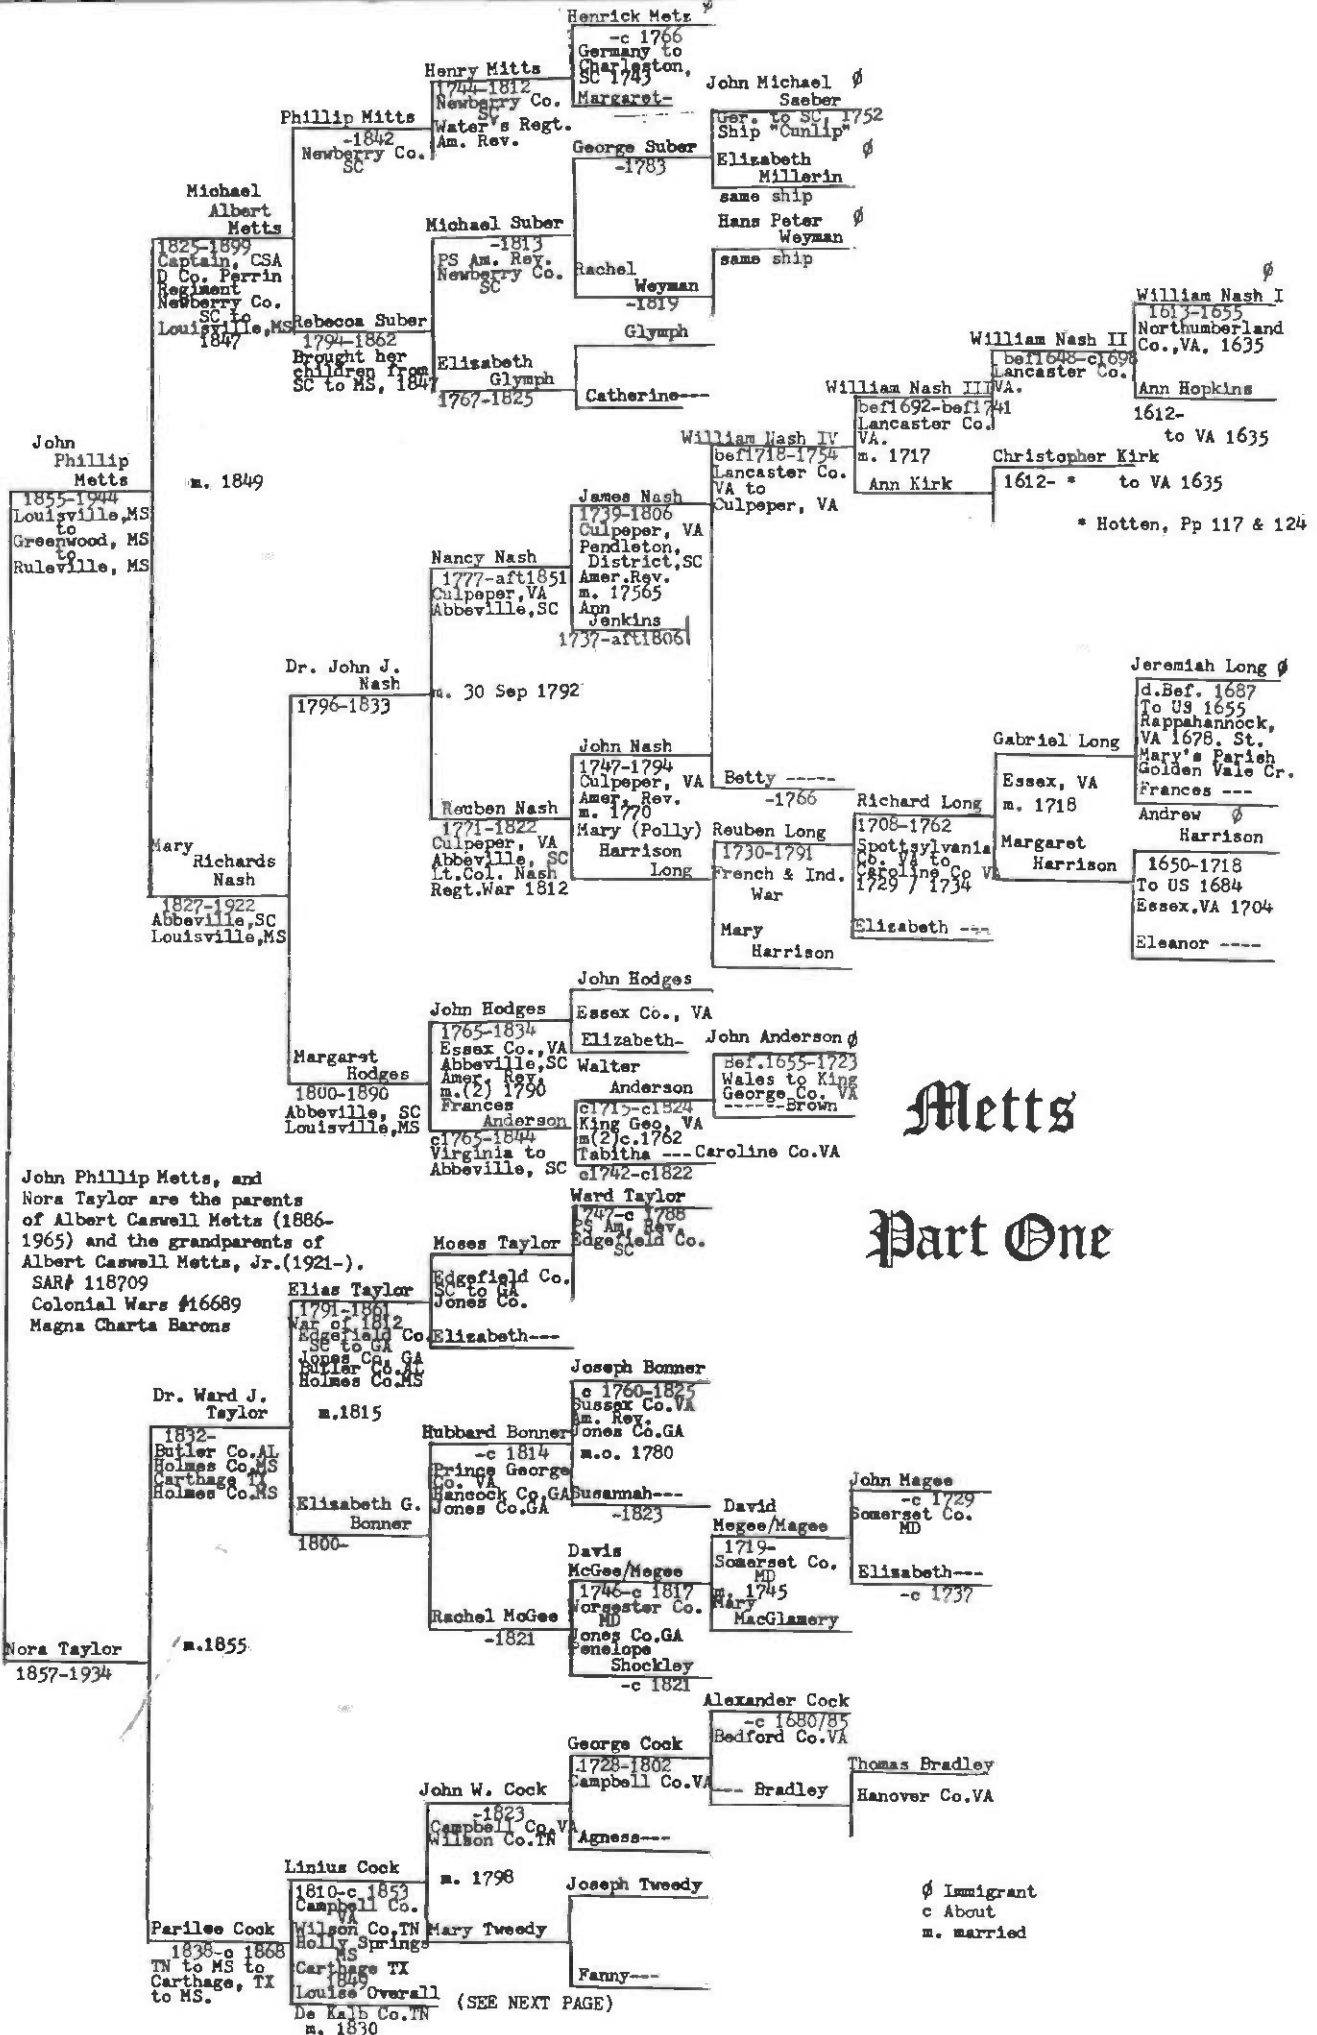 Henrick Metz ø
-c 1766
Germany to
Charleston,
SC 1743
Margaret-
Henry Mitts
1744-1812
Newberry Co.
SC
Water's Regt.
Am. Rev.
John Michael ø
Saeber
Ger. to SC, 1752
Ship "Cunlip"
Elizabeth ø
Millerin
same ship
Phillip Mitts
-1842
Newberry Co.
SC
George Suber
-1783
Hans Peter ø
Weyman
same ship
Michael
Albert
Metts
1825-1899
Captain, CSA
D Co. Perrin
Regiment
Newberry Co.
SC to
Louisville,MS
1847
Michael Suber
-1813
PS Am. Rev.
Newberry Co.
SC
Rachel
Weyman
-1819
Rebecca Suber
1794-1862
Brought her
children from
SC to MS, 1847
Glymph
Elizabeth
Glymph
1767-1825
Catherine---
ø
William Nash I
1613-1655
Northumberland
Co.,VA, 1635
Ann Hopkins
1612-
to VA 1635
William Nash II
bef1648-c1698
Lancaster Co.
VA.
William Nash III
bef1692-bef1741
Lancaster Co.
VA.
m. 1717
Ann Kirk
Christopher Kirk
1612- * to VA 1635
* Hotten, Pp 117 & 124
William Nash IV
bef1718-1754
Lancaster Co.
VA to
Culpeper, VA
John
Phillip
Metts
1855-1944
Louisville,MS
to
Greenwood, MS
to
Ruleville, MS
m. 1849
James Nash
1739-1806
Culpeper, VA
Pendleton,
District,SC
Amer.Rev.
m. 17565
Ann
Jenkins
1737-aft1806
Nancy Nash
1777-aft1851
Culpeper,VA
Abbeville,SC
Dr. John J.
Nash
1796-1833
m. 30 Sep 1792
Jeremiah Long ø
d.Bef. 1687
To US 1655
Rappahannock,
VA 1678. St.
Mary's Parish
Golden Vale Cr.
Frances ---
Gabriel Long
Essex, VA
m. 1718
Margaret
Harrison
Andrew ø
Harrison
1650-1718
To US 1684
Essex,VA 1704
Eleanor ----
John Nash
1747-1794
Culpeper, VA
Amer. Rev.
m. 1770
Mary (Polly)
Harrison
Long
Betty -----
-1766
Richard Long
1708-1762
Spottsylvania
Co. VA to
Caroline Co VA
1729 / 1734
Elizabeth ---
Reuben Nash
1771-1822
Culpeper, VA
Abbeville, SC
Lt.Col. Nash
Regt.War 1812
Reuben Long
1730-1791
French & Ind.
War
Mary
Harrison
Mary
Richards
Nash
1827-1922
Abbeville,SC
Louisville,MS
John Hodges
Essex Co., VA
Elizabeth-
John Hodges
1765-1834
Essex Co.,VA
Abbeville,SC
Amer. Rev.
m.(2) 1790
Frances
Anderson
c1765-1844
Virginia to
Abbeville, SC
John Anderson ø
Bef.1655-1723
Wales to King
George Co. VA
------Brown
Walter
Anderson
c1715-c1824
King Geo, VA
m(2)c.1762
Tabitha --- Caroline Co.VA
c1742-c1822
Margaret
Hodges
1800-1890
Abbeville, SC
Louisville,MS
Metts
Part One
John Phillip Metts, and
Nora Taylor are the parents
of Albert Caswell Metts (1886-
1965) and the grandparents of
Albert Caswell Metts, Jr.(1921-).
SAR# 118709
Colonial Wars #16689
Magna Charta Barons
Ward Taylor
1747-c 1788
PS Am. Rev.
Edgefield Co.
SC
Moses Taylor
Edgefield Co.
SC to GA
Jones Co.
Elizabeth---
Elias Taylor
1791-1861
War of 1812
Edgefield Co.
SC to GA
Jones Co. GA
Butler Co.AL
Holmes Co.MS
m.1815
Joseph Bonner
c 1760-1825
Sussex Co.VA
Am. Rev.
Jones Co.GA
m.c. 1780
Susannah---
-1823
Dr. Ward J.
Taylor
1832-
Butler Co.AL
Holmes Co.MS
Carthage TX
Holmes Co.MS
Hubbard Bonner
-c 1814
Prince George
Co. VA
Hancock Co.GA
Jones Co.GA
Elizabeth G.
Bonner
1800-
John Magee
-c 1729
Somerset Co.
MD
Elizabeth---
-c 1737
David
Megee/Magee
1719-
Somerset Co.
MD
m. 1745
Mary
MacGlamery
Davis
McGee/Megee
1746-c 1817
Worsester Co.
MD
Jones Co.GA
Penelope
Shockley
-c 1821
Rachel McGee
-1821
Nora Taylor
1857-1934
m.1855
Alexander Cock
-c 1680/85
Bedford Co.VA
--- Bradley
Thomas Bradley
Hanover Co.VA
George Cock
1728-1802
Campbell Co.VA
Agness---
John W. Cock
-1823
Campbell Co.VA
Wilson Co.TN
m. 1798
Joseph Tweedy
Fanny---
Mary Tweedy
Linius Cock
1810-c 1853
Campbell Co.
VA
Wilson Co.TN
Holly Springs
MS
Carthage TX
1849
Louise Overall (SEE NEXT PAGE)
De Kalb Co.TN
m. 1830
Parilee Cook
1838-c 1868
TN to MS to
Carthage, TX
to MS.
ø Immigrant
c About
m. married